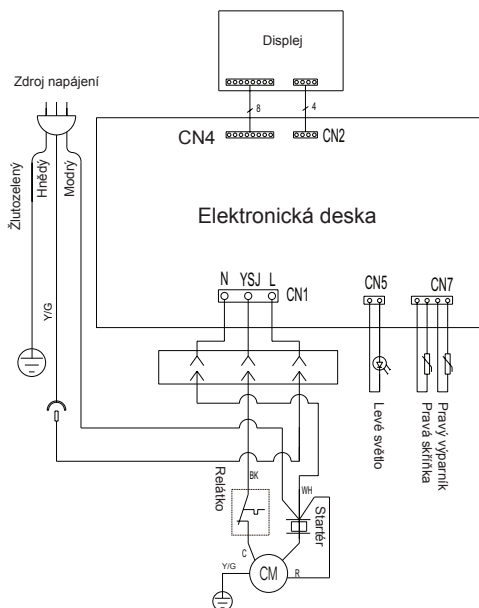 Displej
Zdroj napájení
8
4
CN4
CN2
Žlutozelený
Hnědý
Modrý
Elektronická deska
Y/G
N
YSJ
L
CN1
CN5
CN7
Levé světlo
Pravá skříňka
Pravý výparník
Relátko
BK
WH
Startér
C
Y/G
CM
R